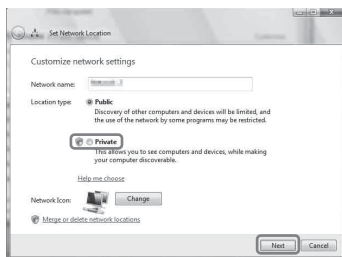 Set Network Location
Customize network settings
Network name:
Location type:
Public
Discovery of other computers and devices will be limited, and
the use of the network by some programs may be restricted.
Private
This allows you to see computers and devices, while making
your computer discoverable.
Help me choose
Network Icon:
Change
Merge or delete network locations
Next
Cancel